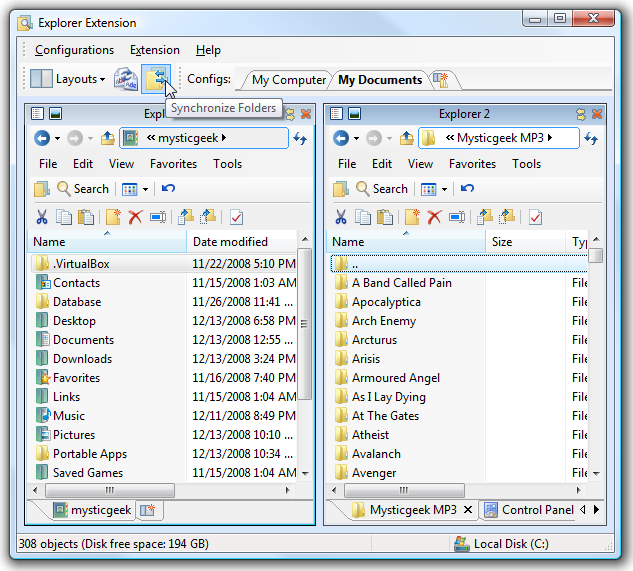 Explorer Extension
Configurations Extension Help
Layouts Configs: My Computer My Documents
Synchronize Folders
Explorer 2
« mysticgeek
File Edit View Favorites Tools
Search
Name Date modified
.VirtualBox 11/22/2008 5:10 PM
Contacts 11/15/2008 1:03 AM
Database 11/26/2008 11:41 ...
Desktop 12/13/2008 6:58 PM
Documents 12/13/2008 12:55 ...
Downloads 12/13/2008 3:24 PM
Favorites 11/16/2008 7:40 PM
Links 11/15/2008 1:04 AM
Music 12/11/2008 8:49 PM
Pictures 12/13/2008 10:10 ...
Portable Apps 12/13/2008 10:34 ...
Saved Games 11/15/2008 1:04 AM
mysticgeek
« Mysticgeek MP3
File Edit View Favorites Tools
Search
Name Size Ty
..
A Band Called Pain File
Apocalyptica File
Arch Enemy File
Arcturus File
Arisis File
Armoured Angel File
As I Lay Dying File
At The Gates File
Atheist File
Avalanch File
Avenger File
Mysticgeek MP3 Control Panel
308 objects (Disk free space: 194 GB) Local Disk (C:)